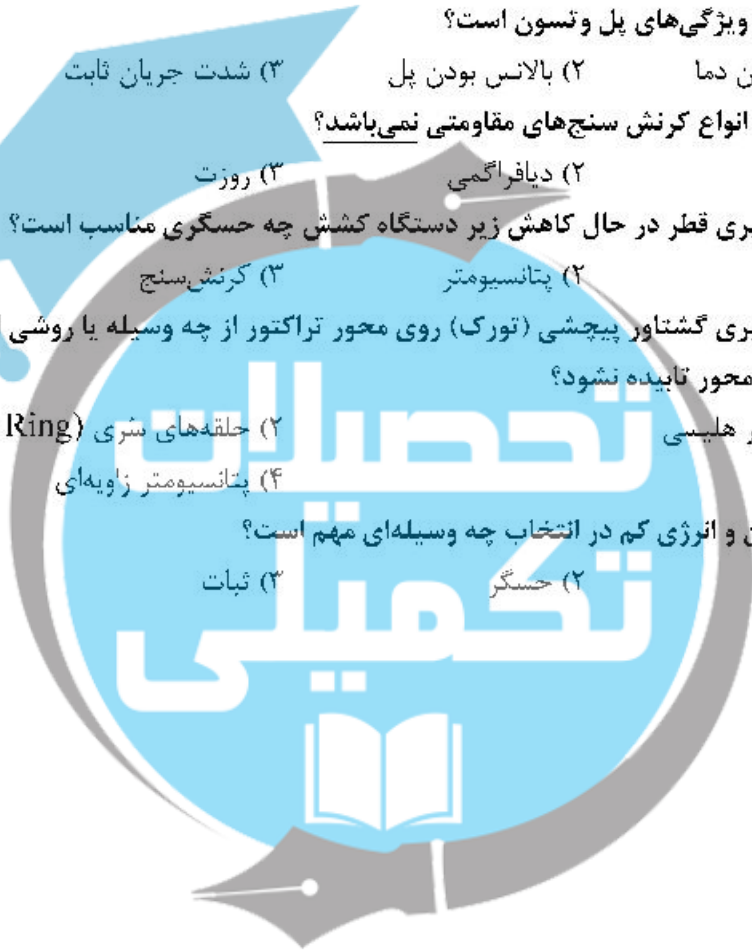 ویژگی‌های پل وتسون است؟
ن دما ۲) بالانس بودن پل ۳) شدت جریان ثابت
انواع کرنش سنج‌های مقاومتی نمی‌باشد؟
۲) دیافراگمی ۳) روزت
یری قطر در حال کاهش زیر دستگاه کشش چه حسگری مناسب است؟
۲) پتانسیومتر ۳) کرنش‌سنج
یری گشتاور پیچشی (تورک) روی محور تراکتور از چه وسیله یا روشی
محور تابیده نشود؟
ر هلیسی ۲) حلقه‌های سری (Ring
۴) پتانسیومتر زاویه‌ای
ن و انرژی کم در انتخاب چه وسیله‌ای مهم است؟
۲) حسگر ۳) ثبات
تحصیلات
تکمیلی